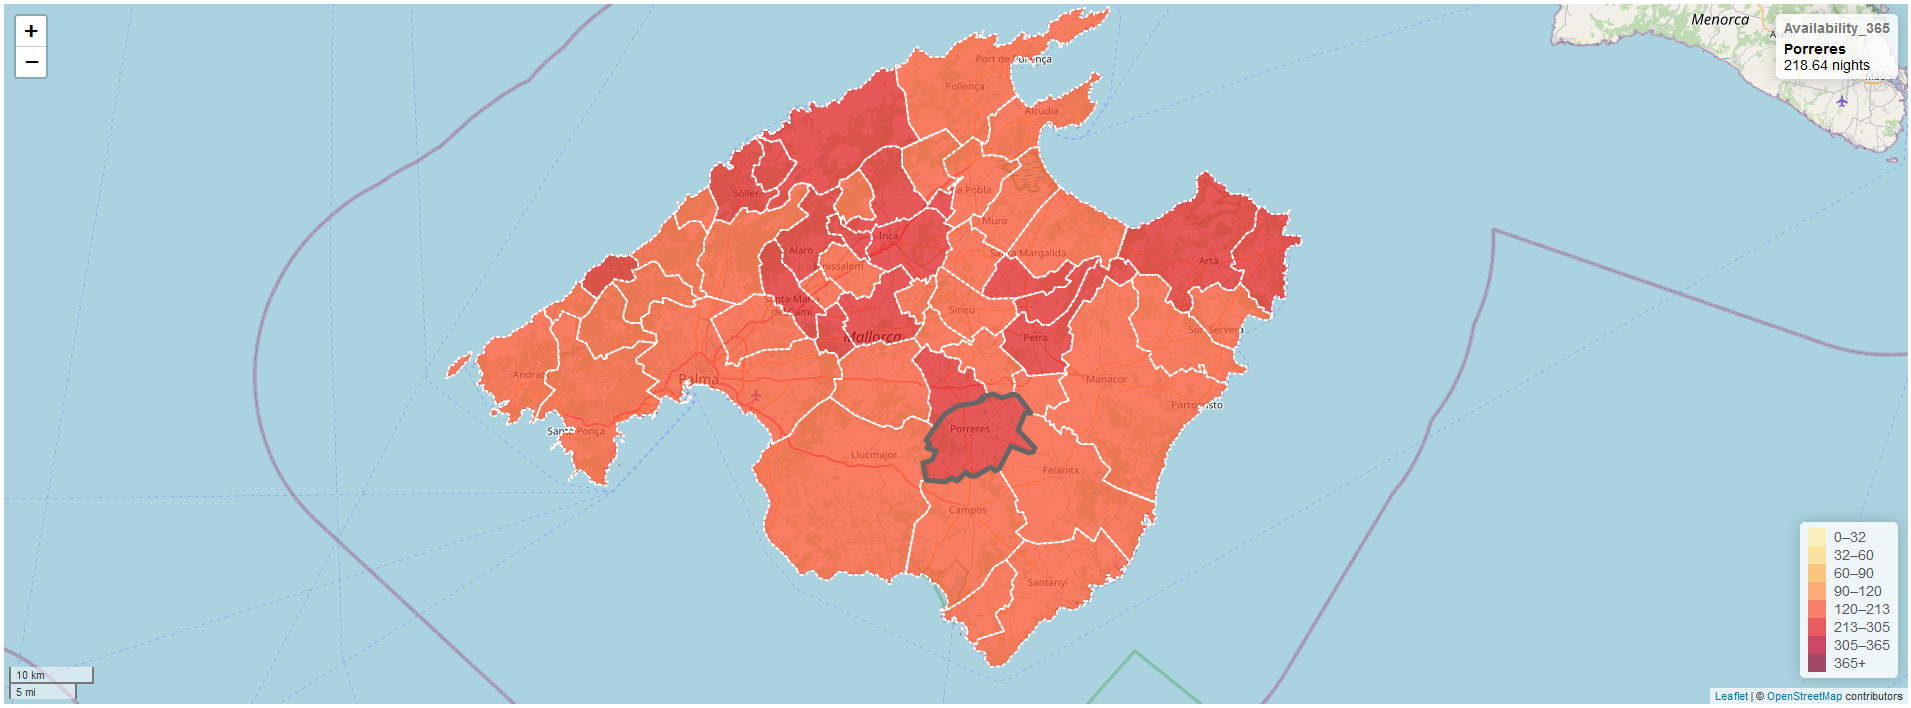 +
−
Menorca
Availability_365
Porreres
218.64 nights
Port de Pollença
Pollença
Alcúdia
Sóller
sa Pobla
Muro
Inca
Alaró
Binissalem
Santa Margalida
Artà
Santa Maria
del Camí
Sineu
Son Servera
Mallorca
Petra
Andratx
Palma
Manacor
Portocristo
Santa Ponça
Porreres
Llucmajor
Felanitx
Campos
Santanyí
0–32
32–60
60–90
90–120
120–213
213–305
305–365
365+
10 km
5 mi
Leaflet | © OpenStreetMap contributors